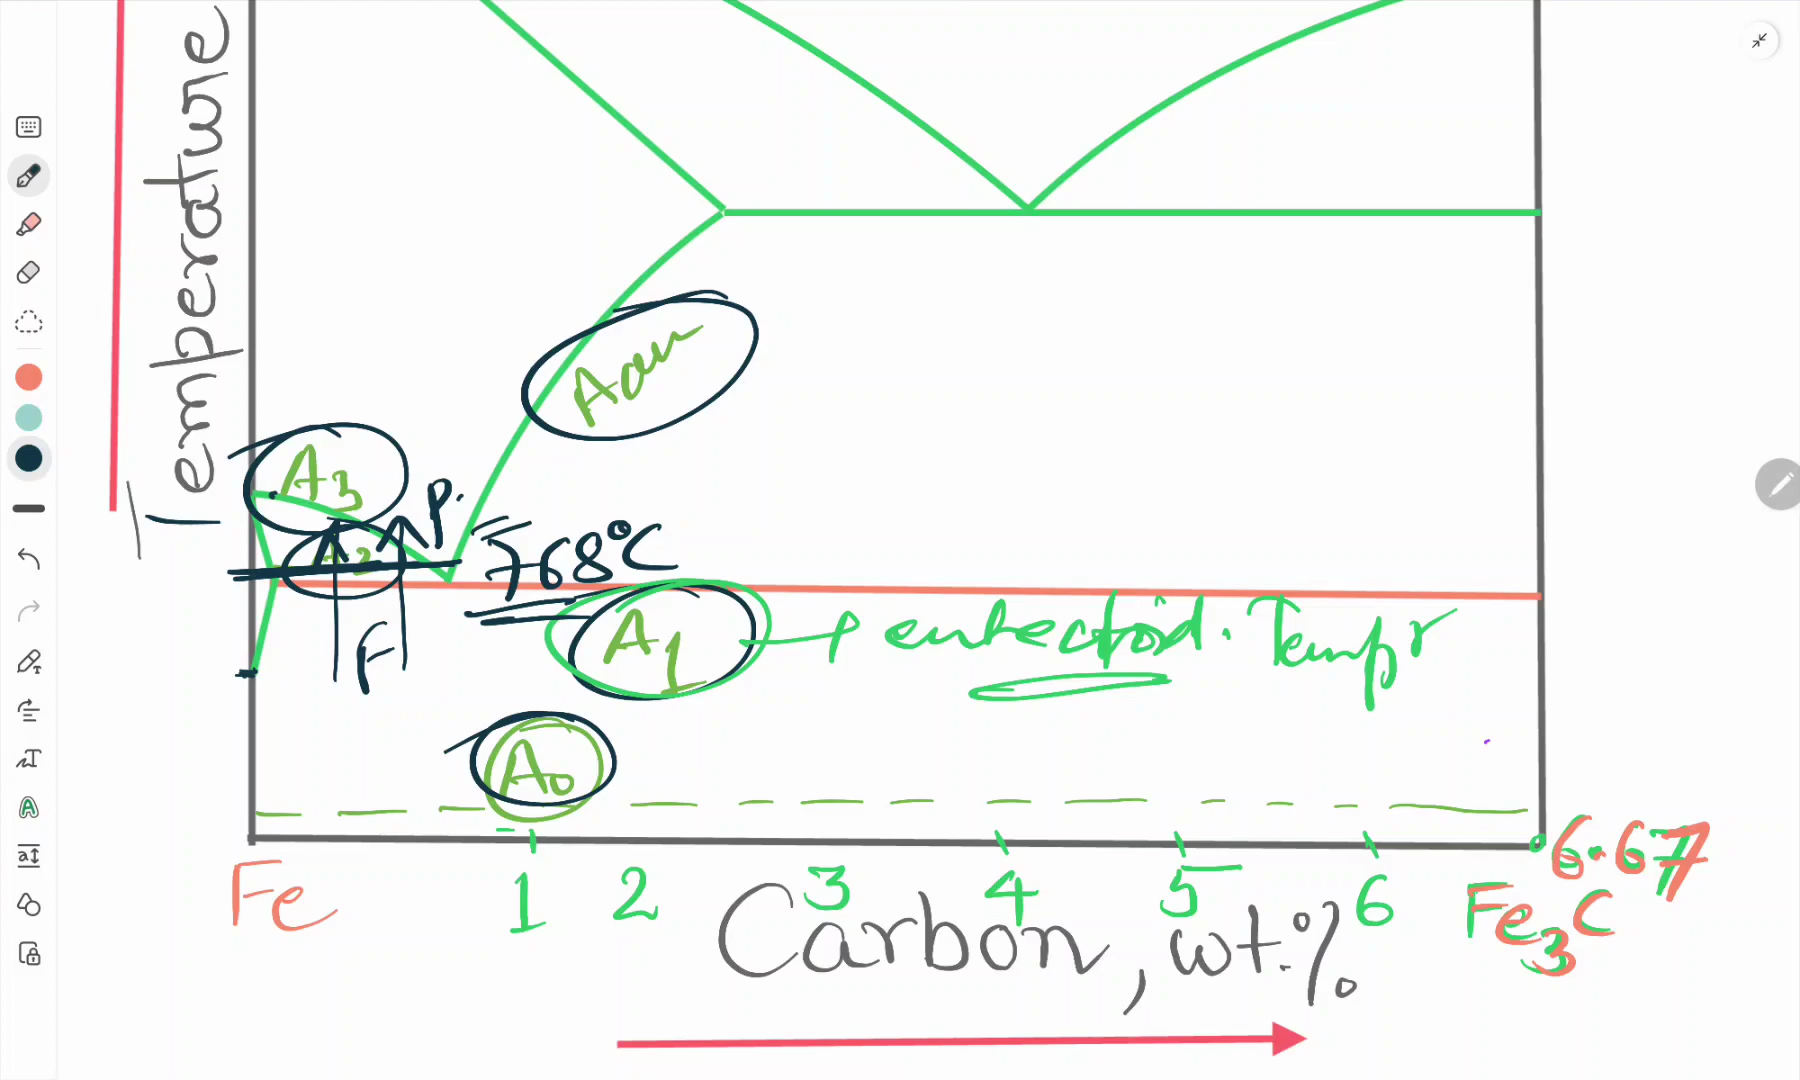 Temperature
Acm
A3
P.
A2
768°C
A1
eutectoid. Tempr
F
A0
6.67
Fe
1 2 3 4 5 6
Fe3C
Carbon, wt.%